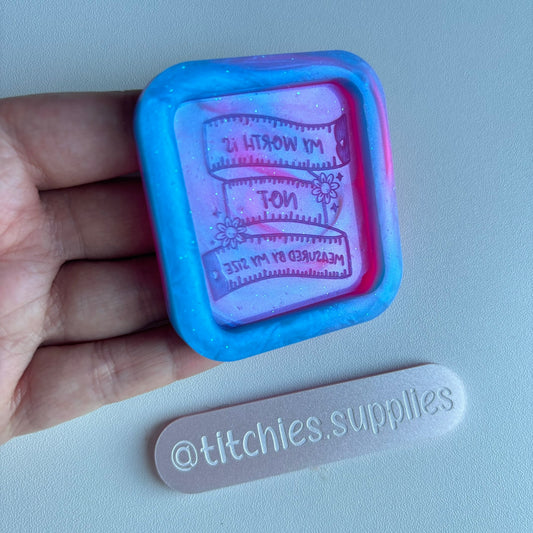 MY WORTH IS
NOT
MEASURED BY MY SIZE
@titchies.supplies